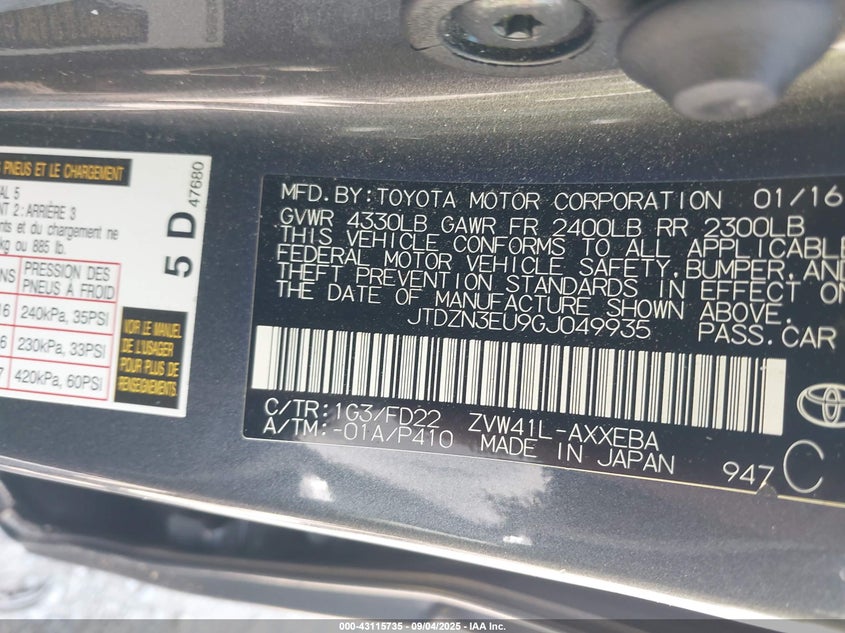 PNEUS ET LE CHARGEMENT
5
2: ARRIÈRE 3
et du chargement ne
kg ou 885 lb.
PRESSION DES
PNEUS À FROID
240kPa, 35PSI
230kPa, 33PSI
420kPa, 60PSI
VOIR LE MANUEL
DE L'USAGER
POUR PLUS DE
RENSEIGNEMENTS.
5 D
47680
MFD.BY:TOYOTA MOTOR CORPORATION 01/16
GVWR 4330LB GAWR FR 2400LB RR 2300LB
THIS VEHICLE CONFORMS TO ALL APPLICABLE
FEDERAL MOTOR VEHICLE SAFETY,BUMPER,AND
THEFT PREVENTION STANDARDS IN EFFECT ON
THE DATE OF MANUFACTURE SHOWN ABOVE.
JTDZN3EU9GJ049935 PASS.CAR
C/TR:1G3/FD22 ZVW41L-AXXEBA
A/TM:-01A/P410 MADE IN JAPAN
947 C
000-43115735 - 09/04/2025 - IAA Inc.